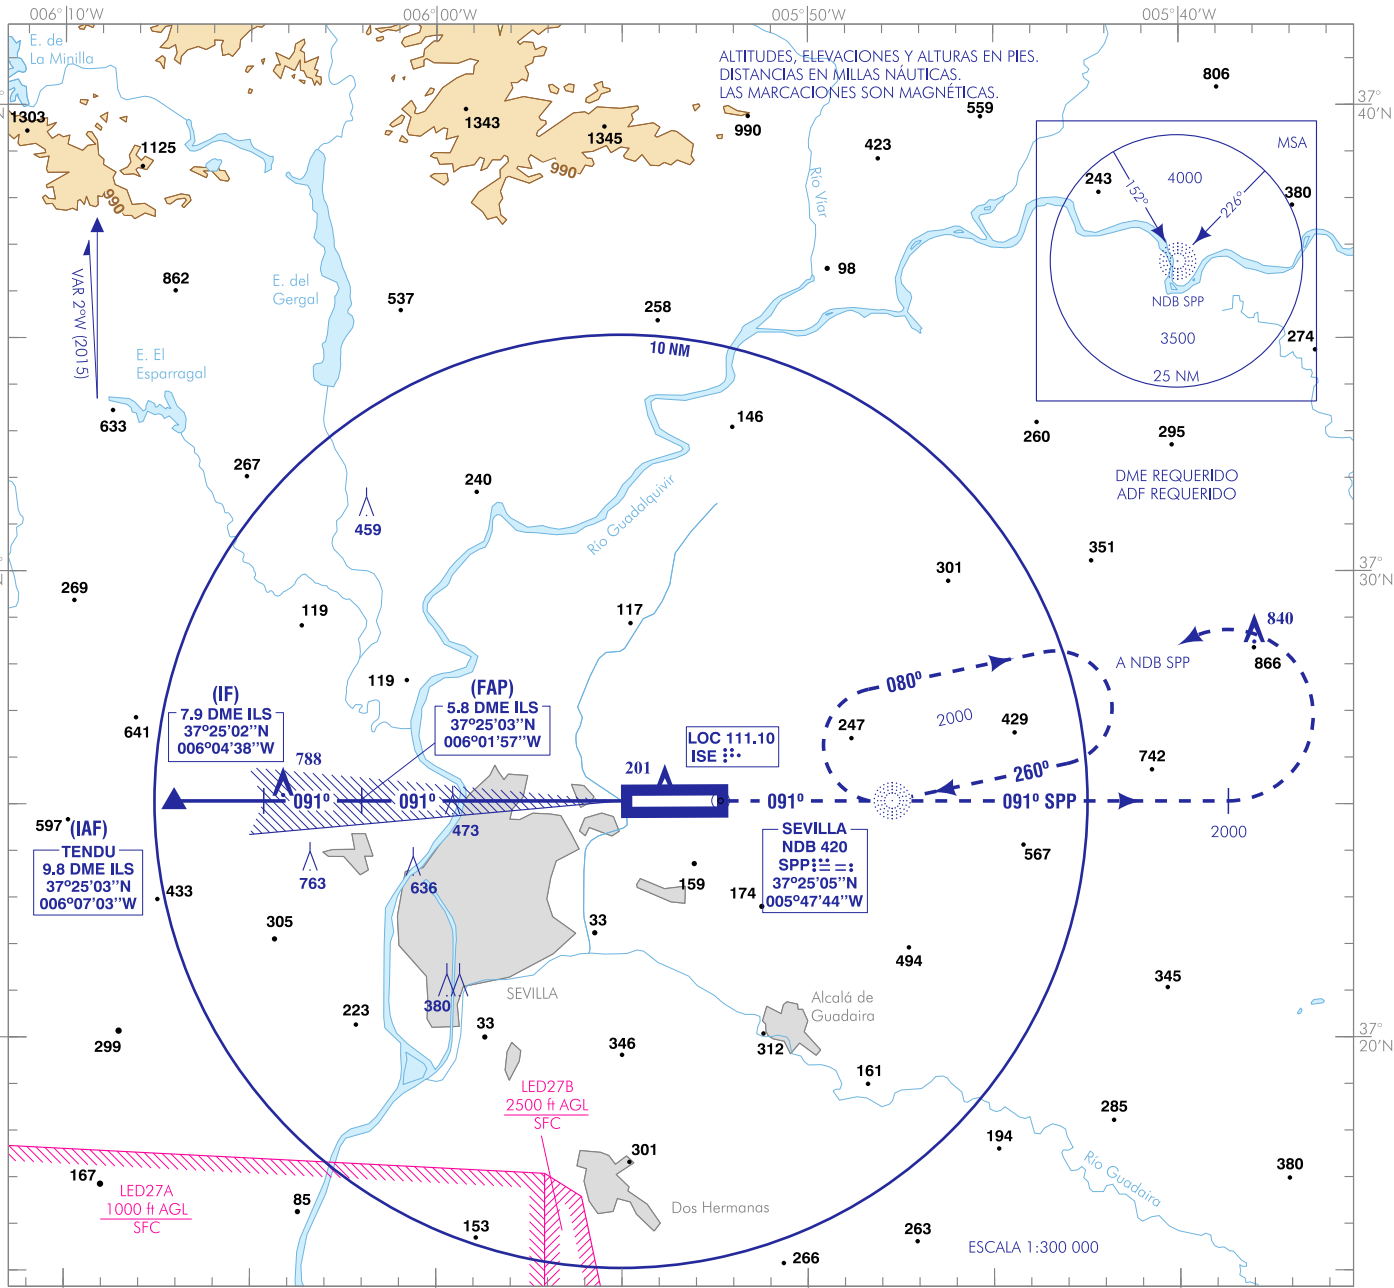 006°10'W
006°00'W
005°50'W
005°40'W
E. de
La Minilla
ALTITUDES, ELEVACIONES Y ALTURAS EN PIES.
DISTANCIAS EN MILLAS NÁUTICAS.
LAS MARCACIONES SON MAGNÉTICAS.
806
559
37°
40'N
1303
1343
1345
990
1125
423
990
990
MSA
243
4000
380
152°
226°
Río Viar
NDB SPP
3500
25 NM
274
98
862
E. del
Gergal
537
258
VAR 2°W (2015)
10 NM
E. El
Esparragal
633
146
260
295
267
240
DME REQUERIDO
ADF REQUERIDO
459
Río Guadalquivir
351
37°
30'N
301
269
119
117
840
A NDB SPP
866
080°
119
(IF)
7.9 DME ILS
37°25'02''N
006°04'38''W
(FAP)
5.8 DME ILS
37°25'03''N
006°01'57''W
641
247
2000
429
LOC 111.10
ISE
742
788
201
260°
091°
091°
091°
091° SPP
2000
597
473
(IAF)
TENDU
9.8 DME ILS
37°25'03''N
006°07'03''W
SEVILLA
NDB 420
SPP
37°25'05''N
005°47'44''W
567
763
636
159
174
433
305
33
494
345
SEVILLA
380
Alcalá de
Guadaira
223
33
299
346
312
37°
20'N
161
LED27B
2500 ft AGL
SFC
285
194
301
Río Guadaira
380
167
LED27A
1000 ft AGL
SFC
85
153
Dos Hermanas
263
266
ESCALA 1:300 000